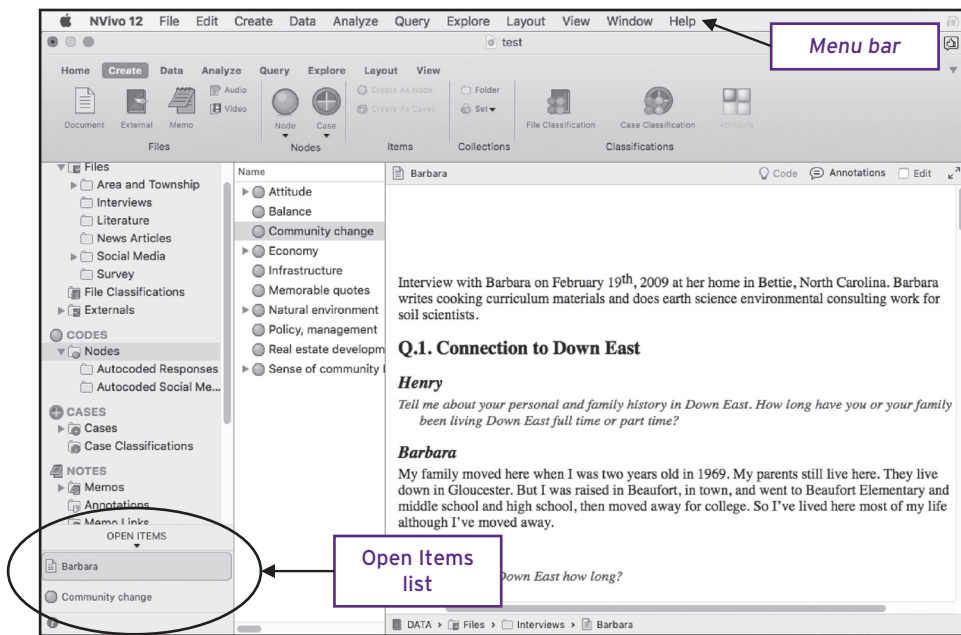 NVivo 12 File Edit Create Data Analyze Query Explore Layout View Window Help
Menu bar
test
Home Create Data Analyze Query Explore Layout View
Document External Memo Audio Video
Files
Node Case
Nodes
Create As Node
Create As Cases
Items
Folder
Set
Collections
File Classification Case Classification Attribute
Classifications
Files
Area and Township
Interviews
Literature
News Articles
Social Media
Survey
File Classifications
Externals
CODES
Nodes
Autocoded Responses
Autocoded Social Me...
CASES
Cases
Case Classifications
NOTES
Memos
Annotations
Memo Links
OPEN ITEMS
Barbara
Community change
Open Items
list
Name
Attitude
Balance
Community change
Economy
Infrastructure
Memorable quotes
Natural environment
Policy, management
Real estate developm
Sense of community
Barbara Code Annotations Edit
Interview with Barbara on February 19th, 2009 at her home in Bettie, North Carolina. Barbara
writes cooking curriculum materials and does earth science environmental consulting work for
soil scientists.
Q.1. Connection to Down East
Henry
Tell me about your personal and family history in Down East. How long have you or your family
been living Down East full time or part time?
Barbara
My family moved here when I was two years old in 1969. My parents still live here. They live
down in Gloucester. But I was raised in Beaufort, in town, and went to Beaufort Elementary and
middle school and high school, then moved away for college. So I've lived here most of my life
although I've moved away.
Down East how long?
DATA › Files › Interviews › Barbara